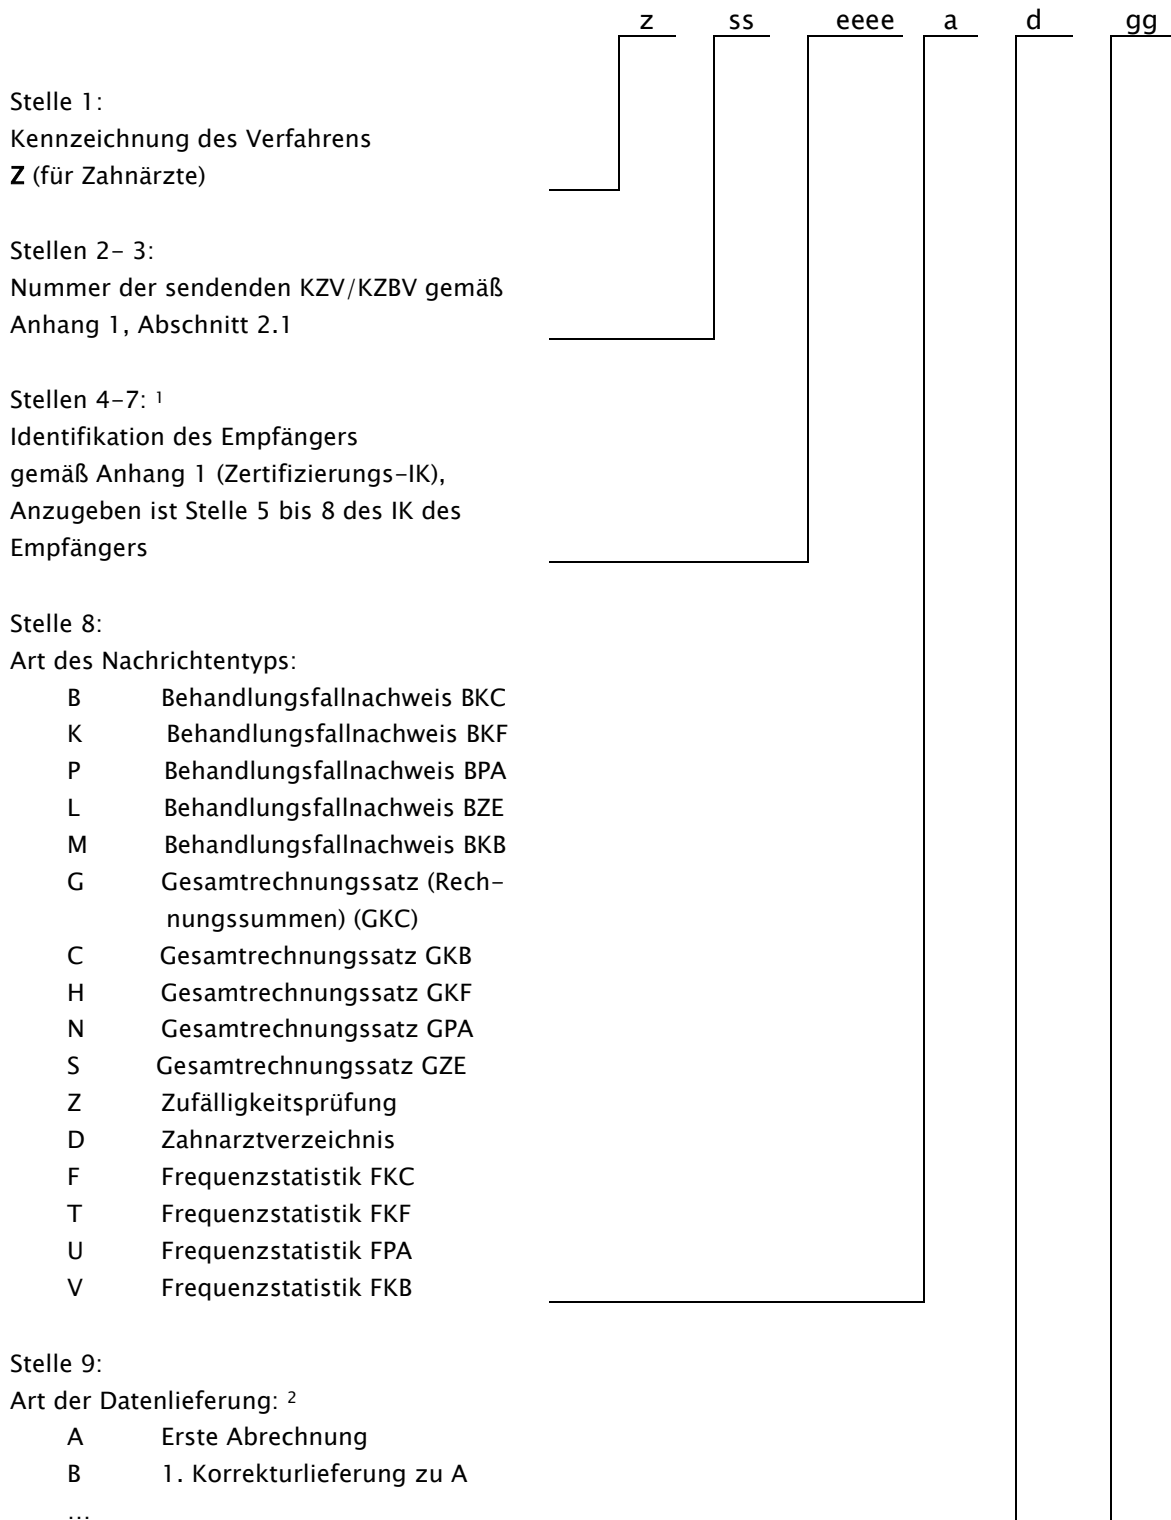 z ss eeee a d gg
Stelle 1:
Kennzeichnung des Verfahrens
Z (für Zahnärzte)
Stellen 2- 3:
Nummer der sendenden KZV/KZBV gemäß
Anhang 1, Abschnitt 2.1
Stellen 4-7: 1
Identifikation des Empfängers
gemäß Anhang 1 (Zertifizierungs-IK),
Anzugeben ist Stelle 5 bis 8 des IK des
Empfängers
Stelle 8:
Art des Nachrichtentyps:
B Behandlungsfallnachweis BKC
K Behandlungsfallnachweis BKF
P Behandlungsfallnachweis BPA
L Behandlungsfallnachweis BZE
M Behandlungsfallnachweis BKB
G Gesamtrechnungssatz (Rech-
nungssummen) (GKC)
C Gesamtrechnungssatz GKB
H Gesamtrechnungssatz GKF
N Gesamtrechnungssatz GPA
S Gesamtrechnungssatz GZE
Z Zufälligkeitsprüfung
D Zahnarztverzeichnis
F Frequenzstatistik FKC
T Frequenzstatistik FKF
U Frequenzstatistik FPA
V Frequenzstatistik FKB
Stelle 9:
Art der Datenlieferung: 2
A Erste Abrechnung
B 1. Korrekturlieferung zu A
...